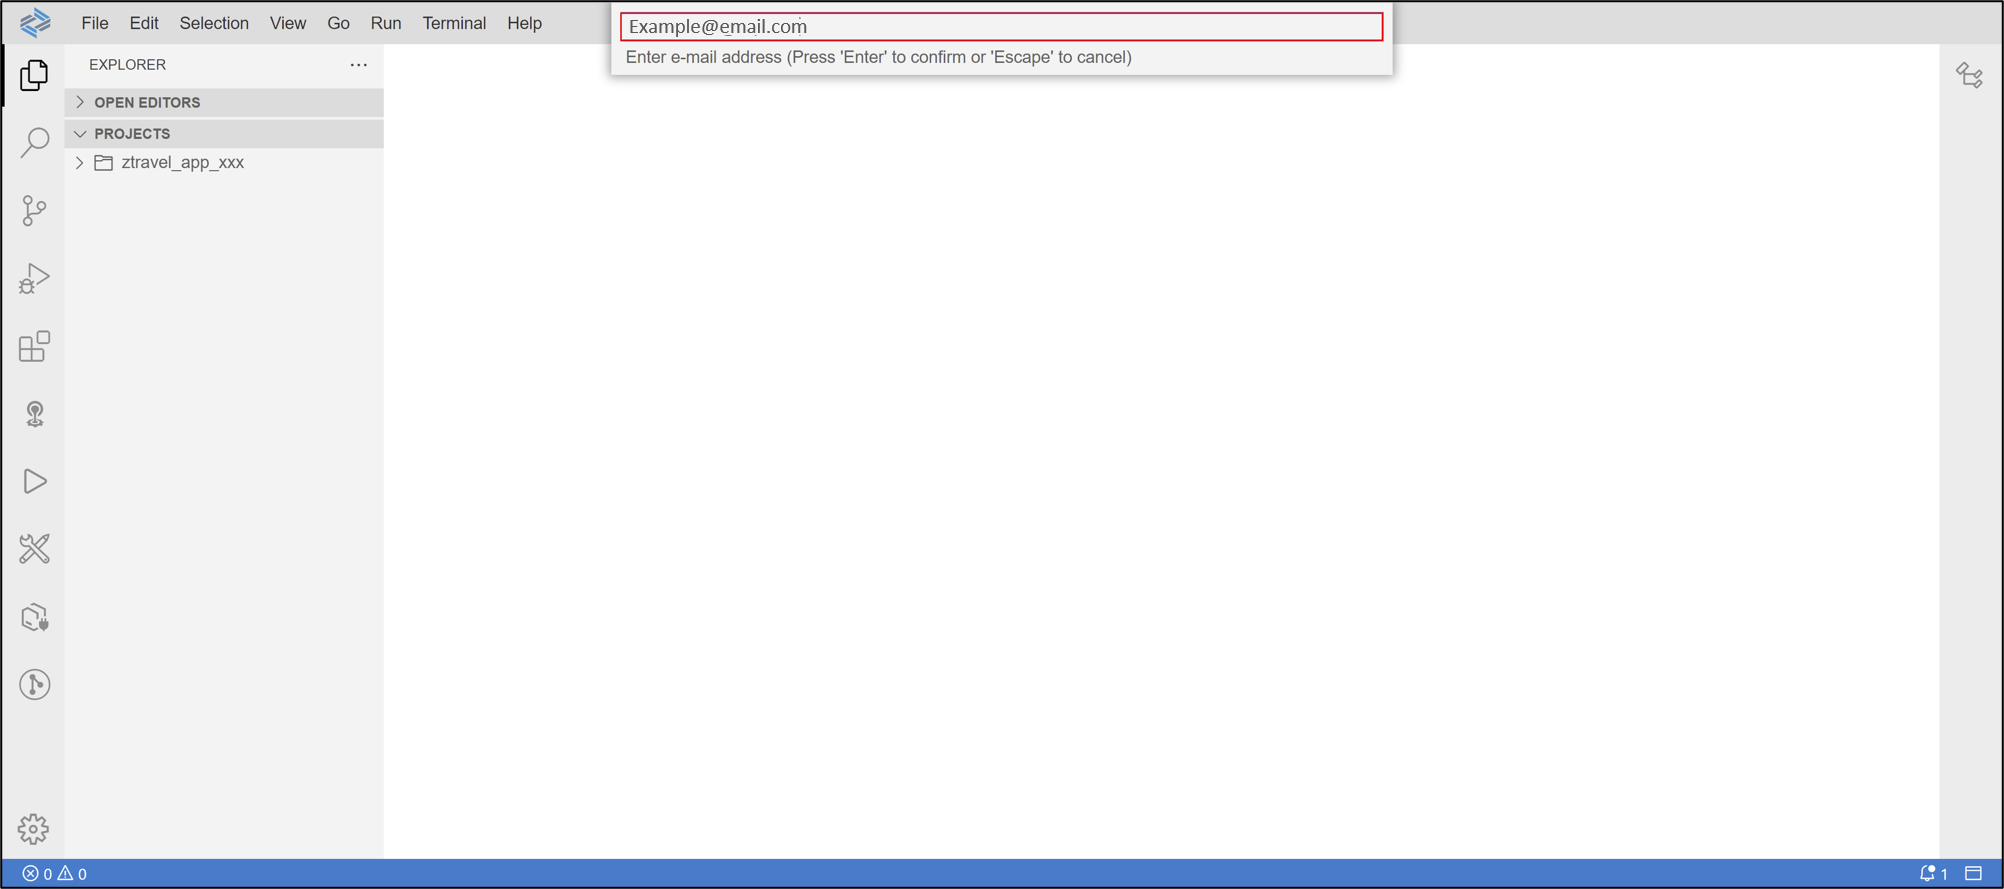 File Edit Selection View Go Run Terminal Help
Example@email.com
Enter e-mail address (Press 'Enter' to confirm or 'Escape' to cancel)
EXPLORER
OPEN EDITORS
PROJECTS
ztravel_app_xxx
0 0
1